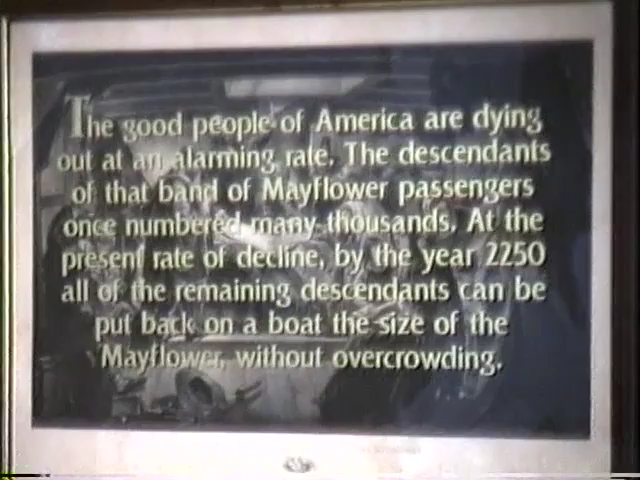 The good people of America are dying
out at an alarming rate. The descendants
of that band of Mayflower passengers
once numbered many thousands. At the
present rate of decline, by the year 2250
all of the remaining descendants can be
put back on a boat the size of the
Mayflower, without overcrowding.